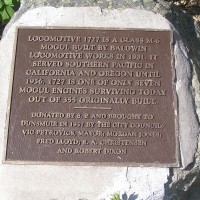 LOCOMOTIVE 1727 IS A CLASS M-6
MOGUL BUILT BY BALDWIN
LOCOMOTIVE WORKS IN 1901. IT
SERVED SOUTHERN PACIFIC IN
CALIFORNIA AND OREGON UNTIL
1956. 1727 IS ONE OF ONLY SEVEN
MOGUL ENGINES SURVIVING TODAY
OUT OF 355 ORIGINALLY BUILT.
DONATED BY S. P. AND BROUGHT TO
DUNSMUIR IN 1957 BY THE CITY COUNCIL:
VIC PETROVICK, MAYOR; MORGAN JONES,
FRED LLOYD, E. A. CHRISTENSEN
AND ROBERT DIXON